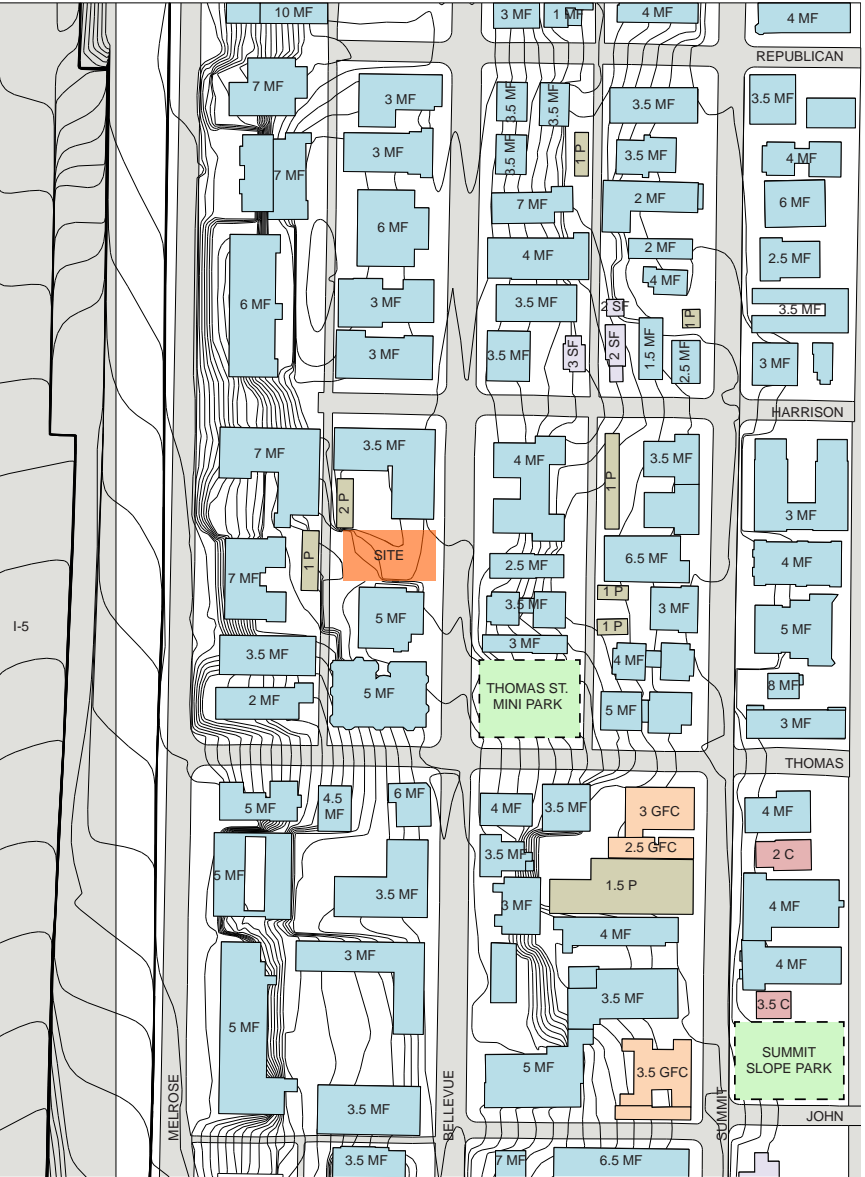 10 MF
3 MF
1 MF
4 MF
4 MF
REPUBLICAN
7 MF
3 MF
3.5 MF
3.5 MF
3.5 MF
3.5 MF
3 MF
7 MF
3.5 MF
1 P
3.5 MF
4 MF
6 MF
7 MF
2 MF
6 MF
4 MF
2 MF
2.5 MF
4 MF
6 MF
3 MF
3.5 MF
2 SF
1 P
3.5 MF
3 MF
3.5 MF
3 SF
2 SF
1.5 MF
2.5 MF
3 MF
HARRISON
7 MF
3.5 MF
4 MF
1 P
3.5 MF
2 P
3 MF
7 MF
1 P
SITE
2.5 MF
6.5 MF
4 MF
5 MF
3.5 MF
1 P
3 MF
I-5
1 P
5 MF
3.5 MF
3 MF
4 MF
2 MF
5 MF
THOMAS ST.
MINI PARK
5 MF
8 MF
3 MF
THOMAS
5 MF
4.5
MF
6 MF
4 MF
3.5 MF
3 GFC
4 MF
3.5 MF
2.5 GFC
2 C
5 MF
3.5 MF
3 MF
1.5 P
4 MF
4 MF
3 MF
4 MF
5 MF
3.5 MF
3.5 C
5 MF
3.5 GFC
SUMMIT
SLOPE PARK
MELROSE
3.5 MF
BELLEVUE
SUMMIT
JOHN
3.5 MF
7 MF
6.5 MF